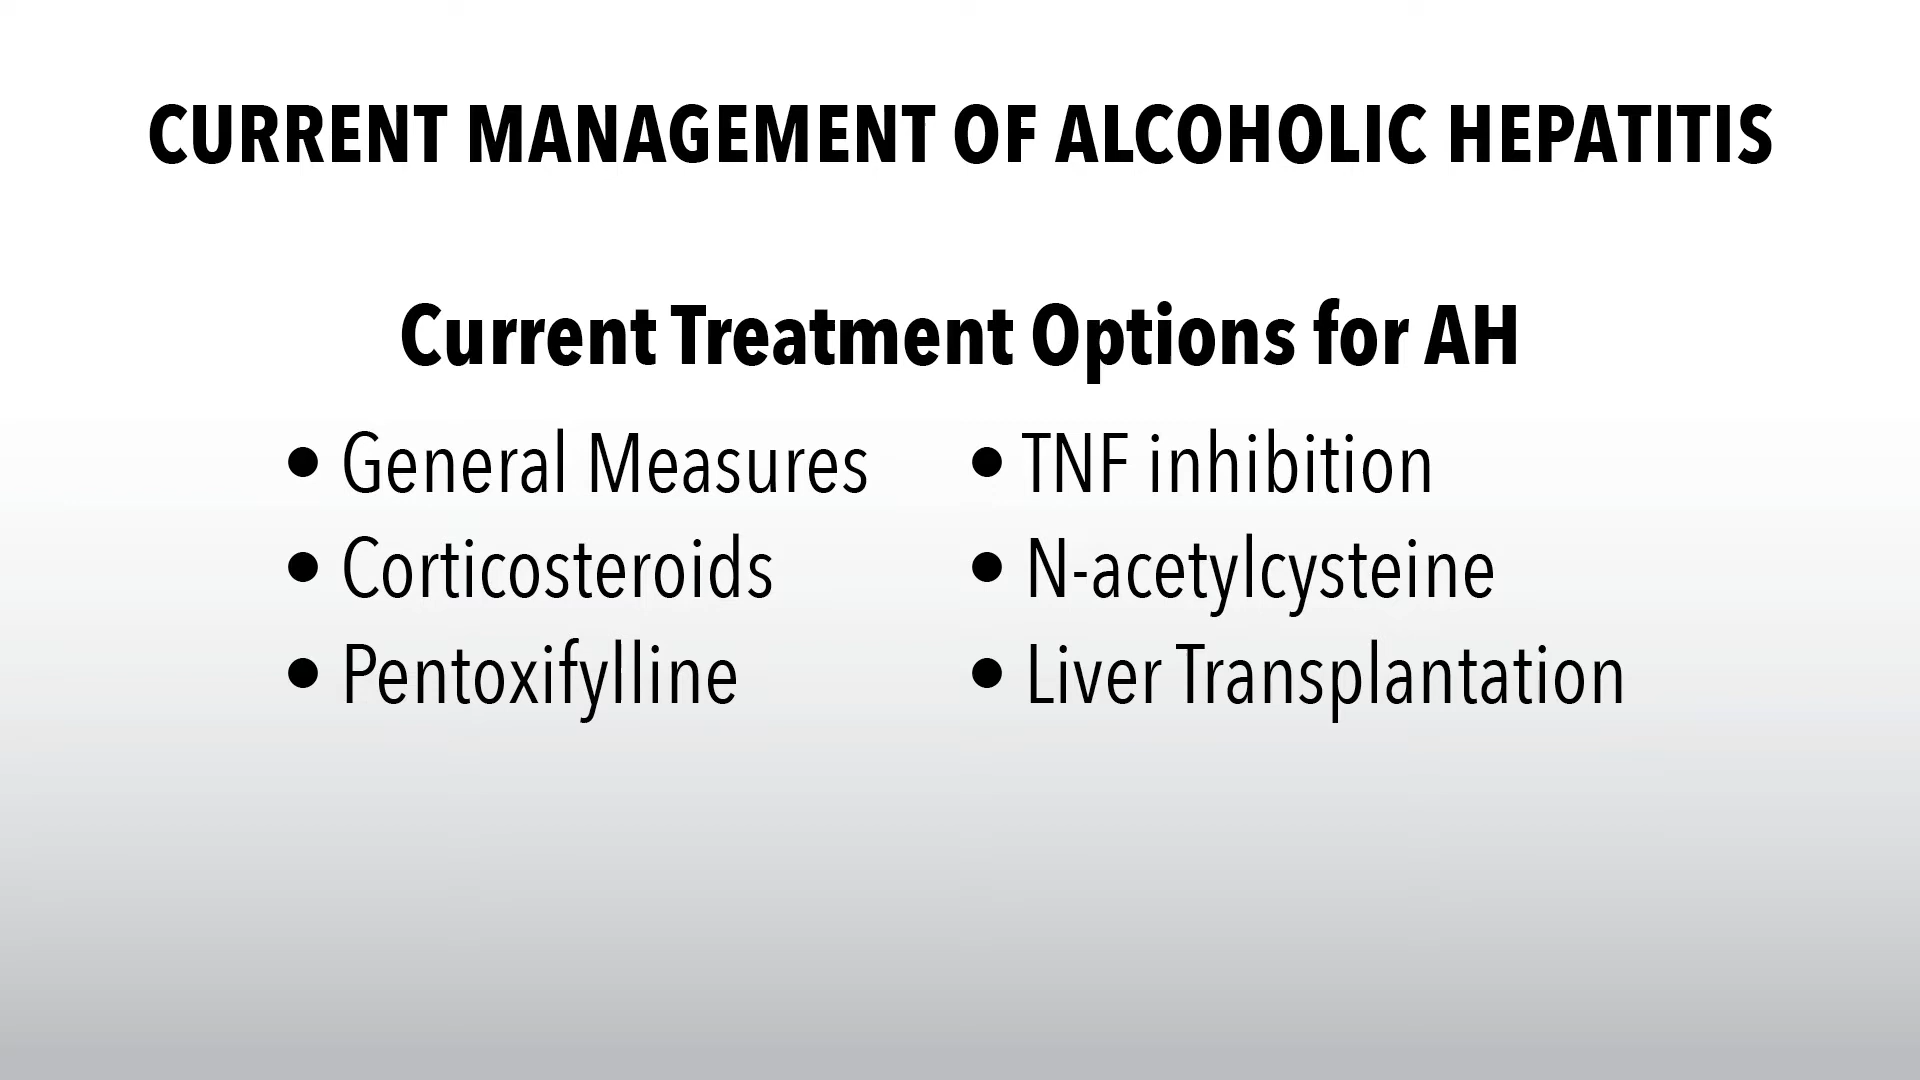 CURRENT MANAGEMENT OF ALCOHOLIC HEPATITIS
Current Treatment Options for AH
• General Measures
• Corticosteroids
• Pentoxifylline
• TNF inhibition
• N-acetylcysteine
• Liver Transplantation